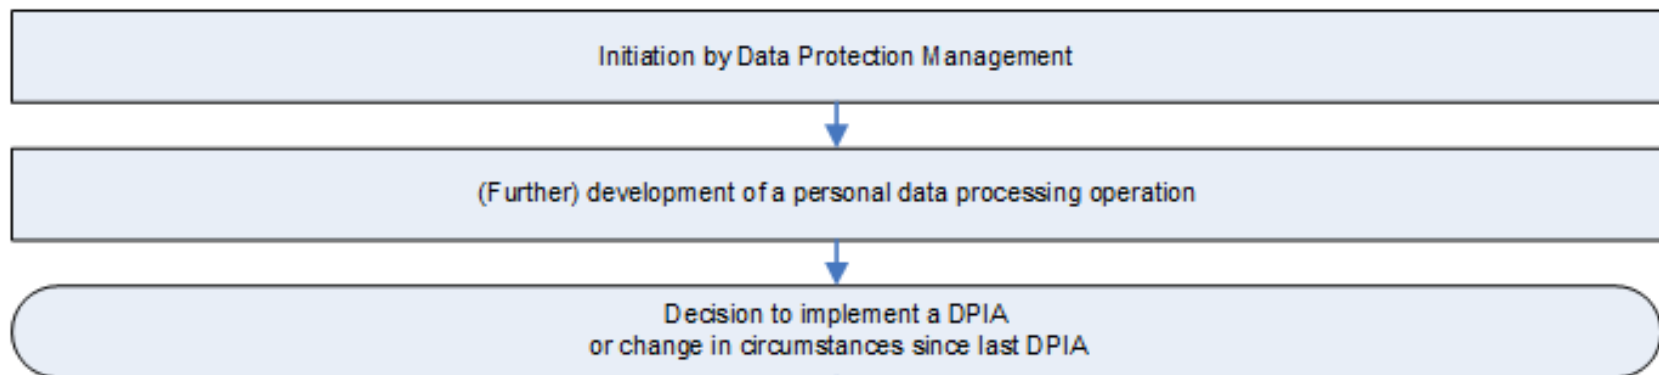 Initiation by Data Protection Management
(Further) development of a personal data processing operation
Decision to implement a DPIA
or change in circumstances since last DPIA